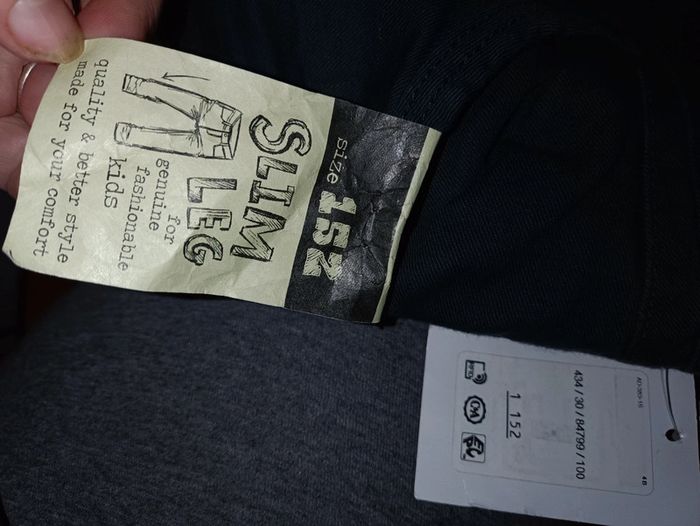 size 152
SLIM
LEG
for
genuine
fashionable
kids
quality & better style
made for your comfort
434 / 30 / 84799 / 100
1 152
46